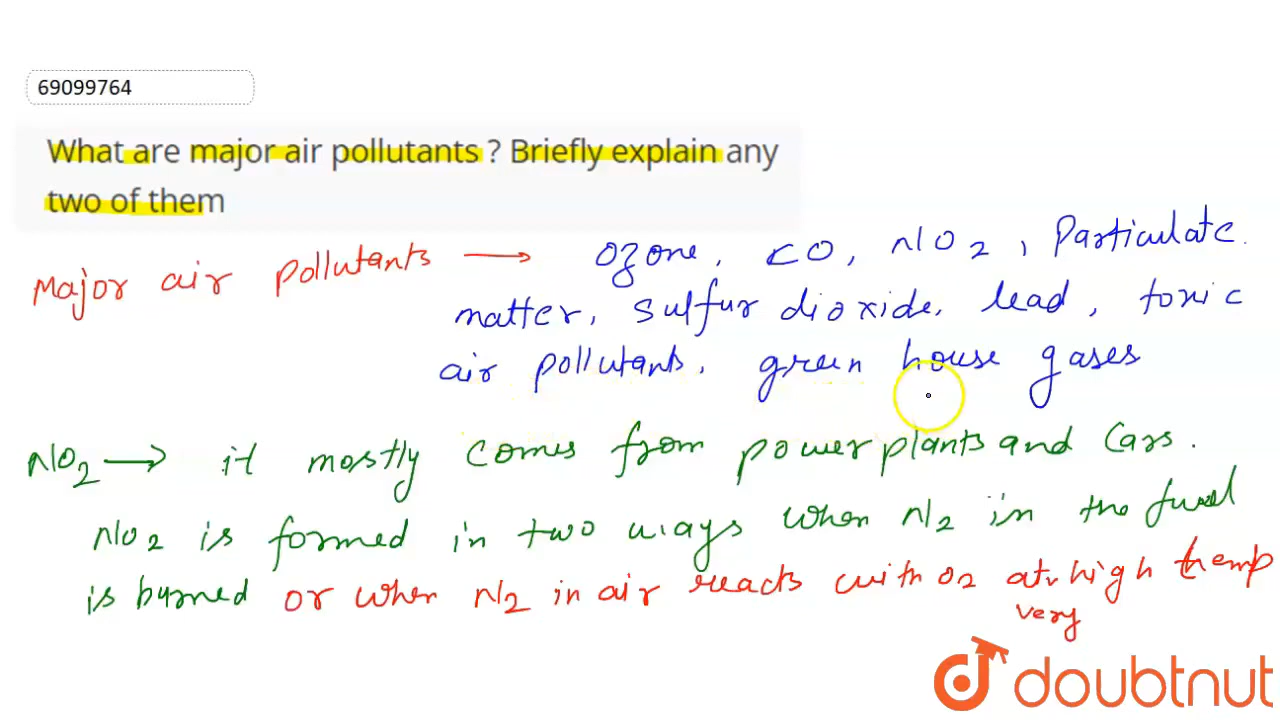 69099764
What are major air pollutants ? Briefly explain any
two of them
Major air pollutants → Ozone, CO, NO2, Particulate
matter, sulfur dioxide, lead, toxic
air pollutants, green house gases
NO2 → it mostly comes from power plants and Cars.
NO2 is formed in two ways when N2 in the fuel
is burned or when N2 in air reacts with O2 at high temp
very
doubtnut